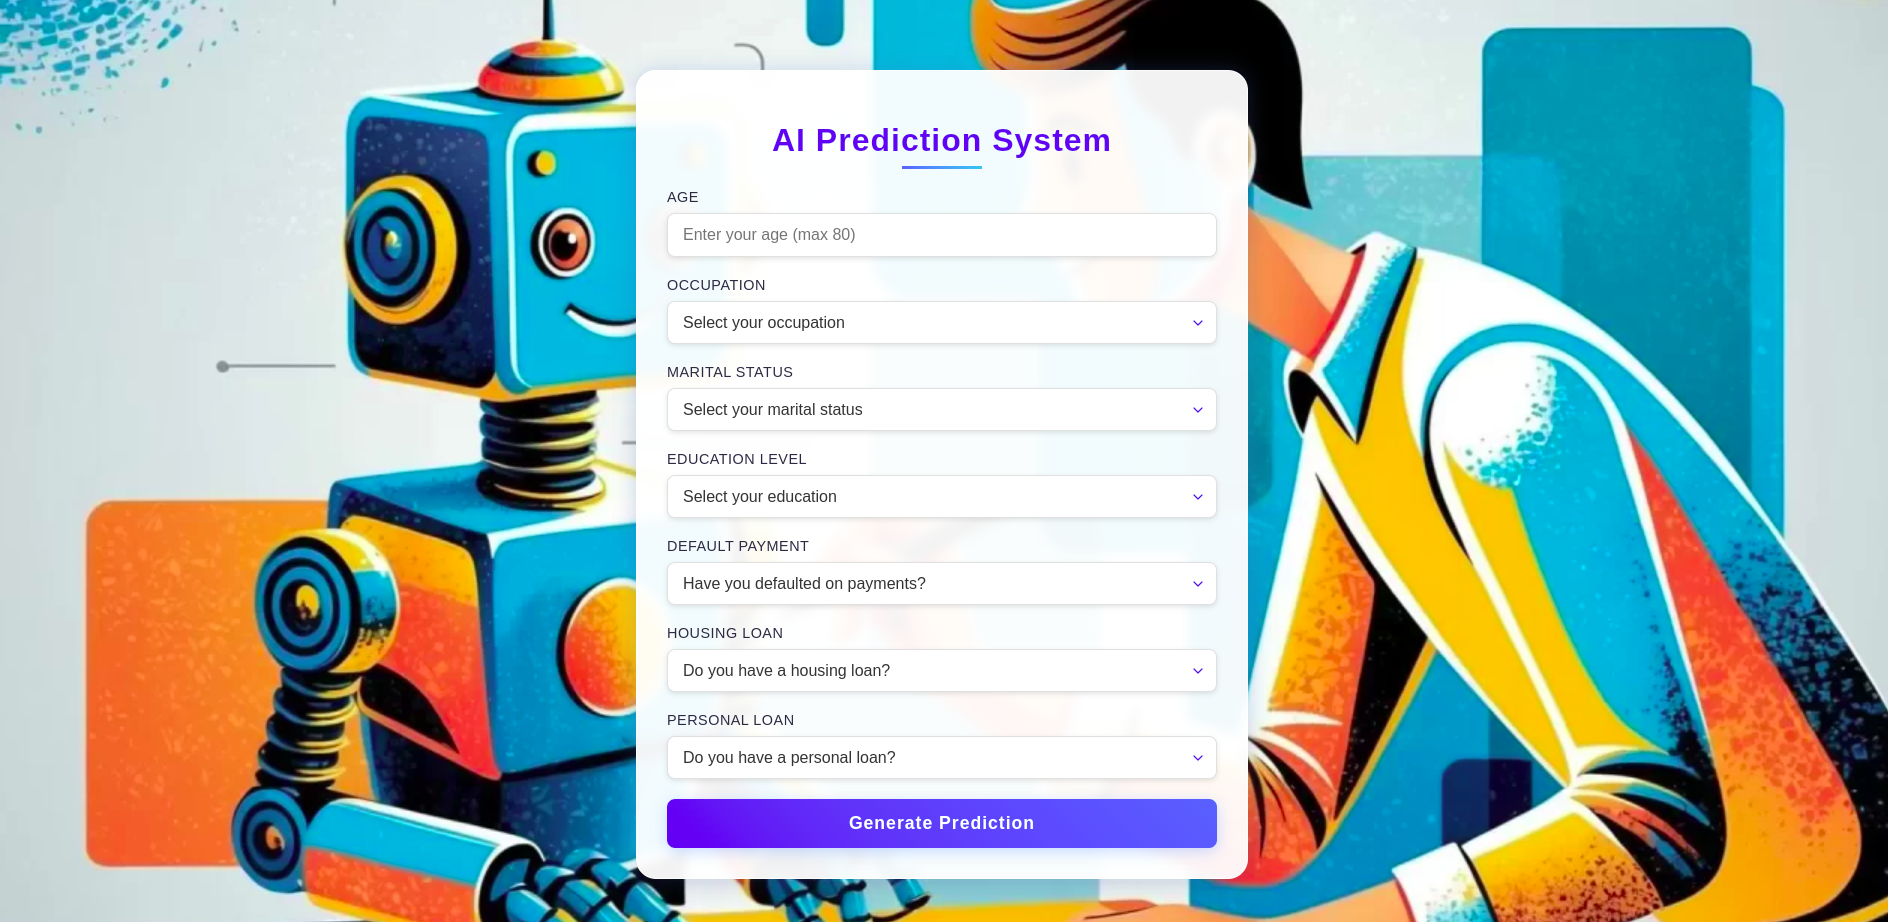 AI Prediction System
AGE
Enter your age (max 80)
OCCUPATION
Select your occupation
MARITAL STATUS
Select your marital status
EDUCATION LEVEL
Select your education
DEFAULT PAYMENT
Have you defaulted on payments?
HOUSING LOAN
Do you have a housing loan?
PERSONAL LOAN
Do you have a personal loan?
Generate Prediction